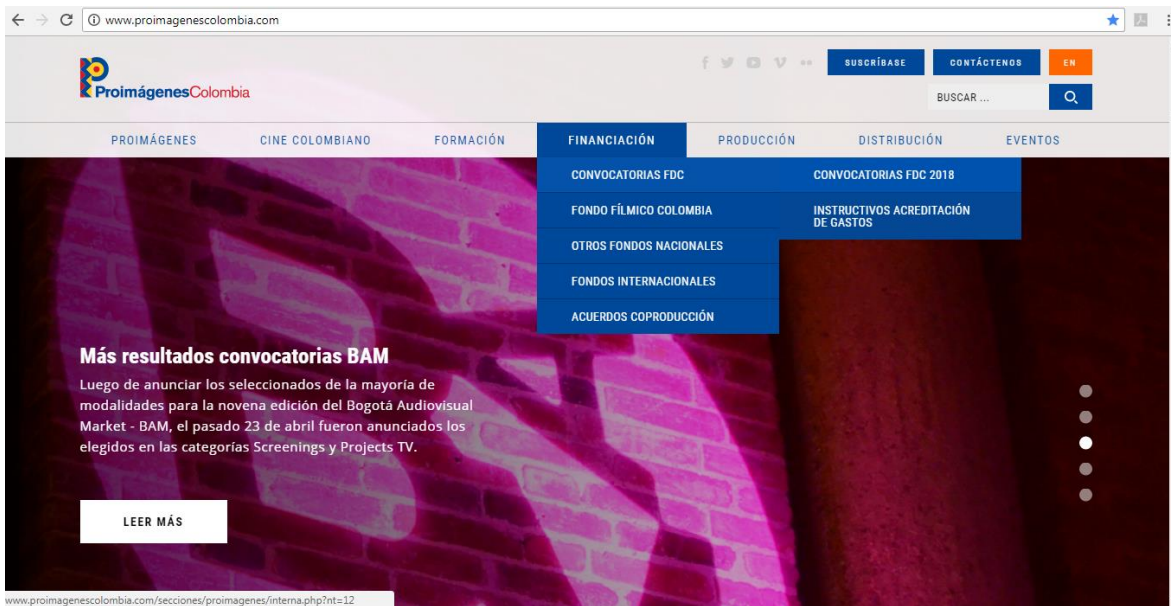 www.proimagenescolombia.com
SUSCRÍBASE
CONTÁCTENOS
EN
ProimágenesColombia
BUSCAR ...
PROIMÁGENES
CINE COLOMBIANO
FORMACIÓN
FINANCIACIÓN
PRODUCCIÓN
DISTRIBUCIÓN
EVENTOS
CONVOCATORIAS FDC
CONVOCATORIAS FDC 2018
FONDO FÍLMICO COLOMBIA
INSTRUCTIVOS ACREDITACIÓN
DE GASTOS
OTROS FONDOS NACIONALES
FONDOS INTERNACIONALES
ACUERDOS COPRODUCCIÓN
Más resultados convocatorias BAM
Luego de anunciar los seleccionados de la mayoría de
modalidades para la novena edición del Bogotá Audiovisual
Market - BAM, el pasado 23 de abril fueron anunciados los
elegidos en las categorías Screenings y Projects TV.
LEER MÁS
www.proimagenescolombia.com/secciones/proimagenes/interna.php?nt=12